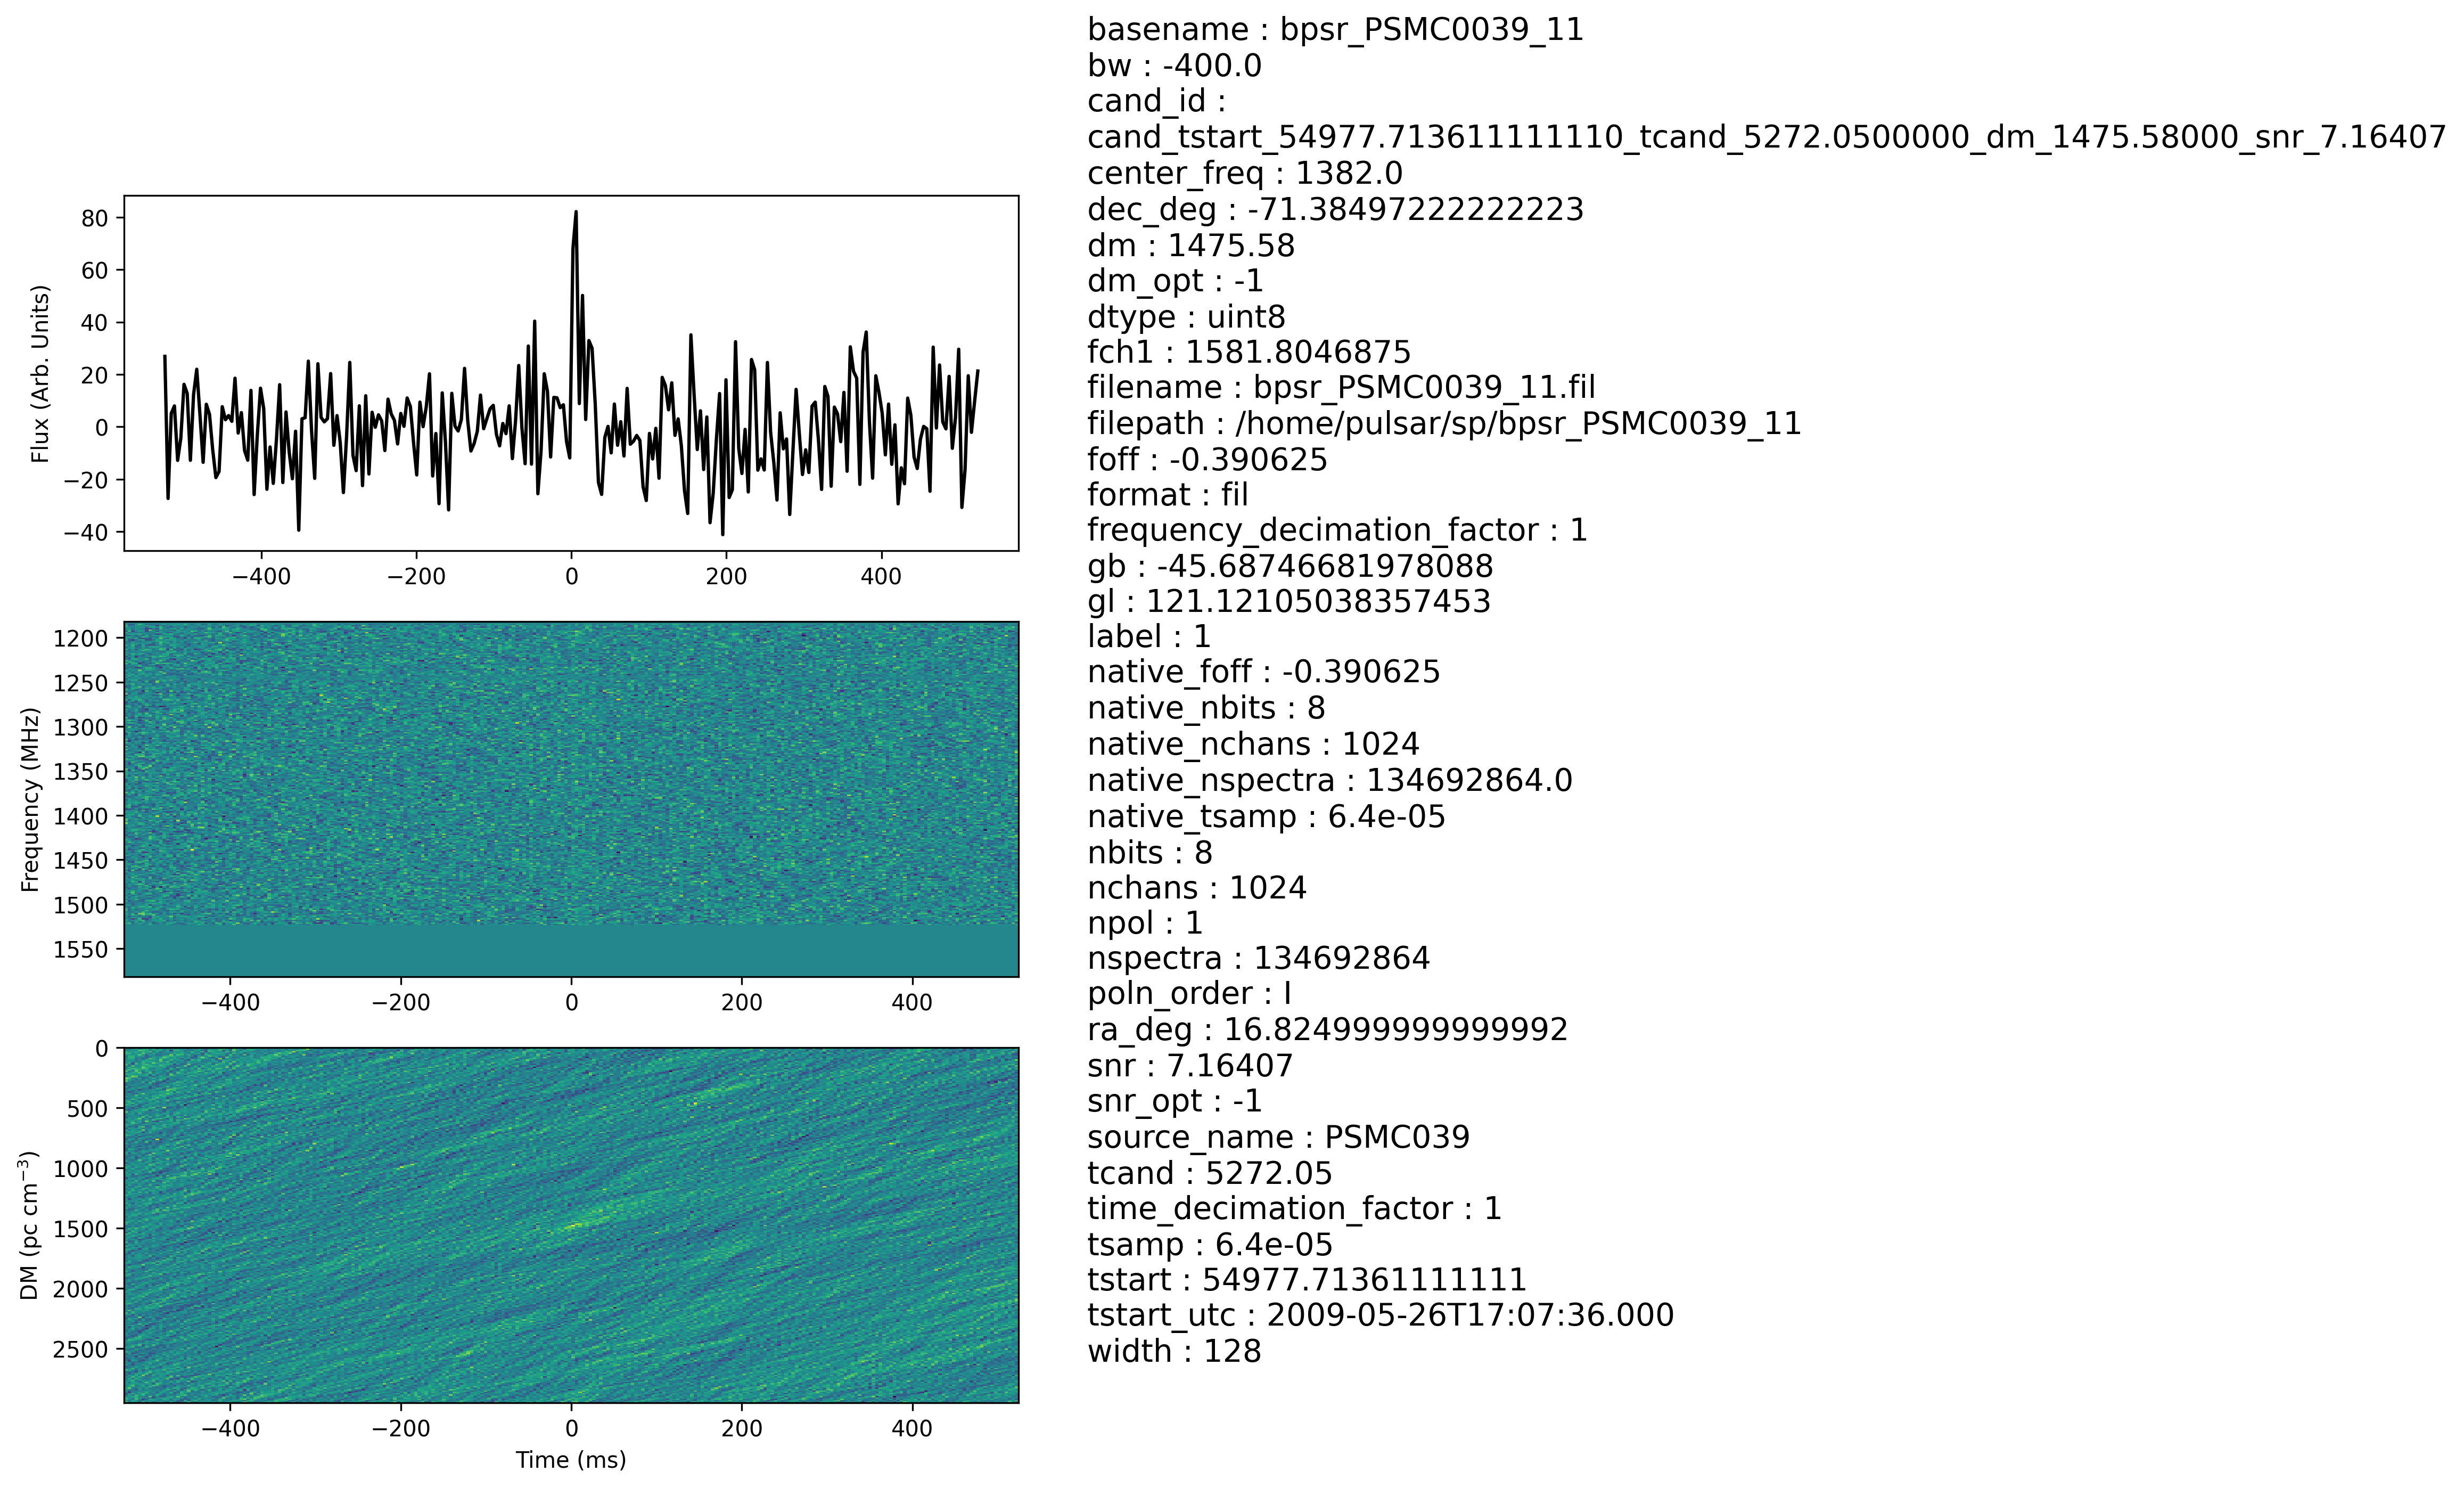 basename : bpsr_PSMC0039_11
bw : -400.0
cand_id :
cand_tstart_54977.713611111110_tcand_5272.0500000_dm_1475.58000_snr_7.16407
center_freq : 1382.0
dec_deg : -71.38497222222223
dm : 1475.58
dm_opt : -1
dtype : uint8
fch1 : 1581.8046875
filename : bpsr_PSMC0039_11.fil
filepath : /home/pulsar/sp/bpsr_PSMC0039_11
foff : -0.390625
format : fil
frequency_decimation_factor : 1
gb : -45.68746681978088
gl : 121.12105038357453
label : 1
native_foff : -0.390625
native_nbits : 8
native_nchans : 1024
native_nspectra : 134692864.0
native_tsamp : 6.4e-05
nbits : 8
nchans : 1024
npol : 1
nspectra : 134692864
poln_order : I
ra_deg : 16.824999999999992
snr : 7.16407
snr_opt : -1
source_name : PSMC039
tcand : 5272.05
time_decimation_factor : 1
tsamp : 6.4e-05
tstart : 54977.71361111111
tstart_utc : 2009-05-26T17:07:36.000
width : 128
Flux (Arb. Units)
80
60
40
20
0
−20
−40
−400 −200 0 200 400
Frequency (MHz)
1200
1250
1300
1350
1400
1450
1500
1550
−400 −200 0 200 400
DM (pc cm⁻³)
0
500
1000
1500
2000
2500
−400 −200 0 200 400
Time (ms)